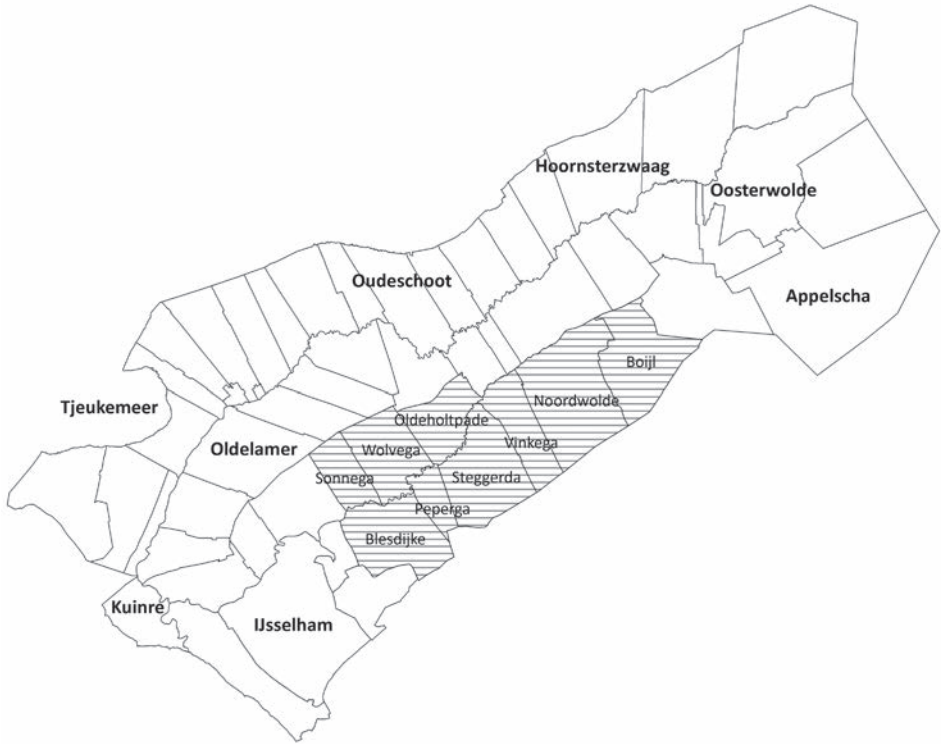 Hoornsterzwaag
Oosterwolde
Oudeschoot
Appelscha
Boijl
Noordwolde
Tjeukemeer
Oldeholtpade
Vinkega
Oldelamer
Wolvega
Sonnega
Steggerda
Peperga
Blesdijke
Kuinre
IJsselham